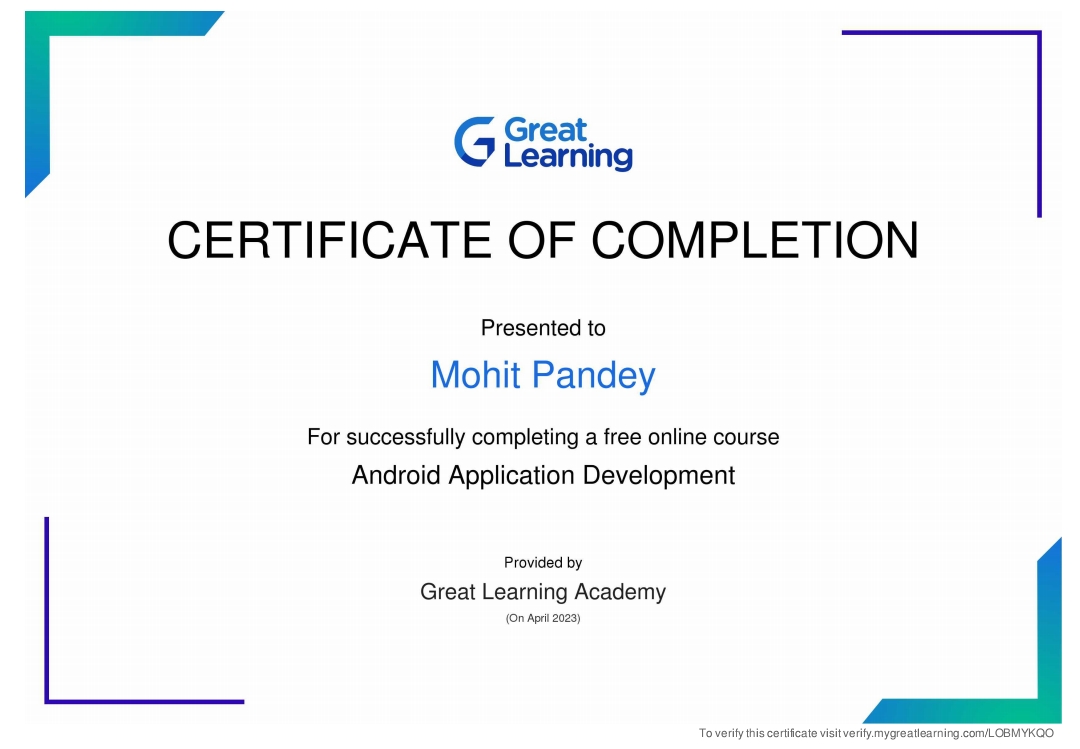 Great
Learning
CERTIFICATE OF COMPLETION
Presented to
Mohit Pandey
For successfully completing a free online course
Android Application Development
Provided by
Great Learning Academy
(On April 2023)
To verify this certificate visit verify.mygreatlearning.com/LOBMYKQO